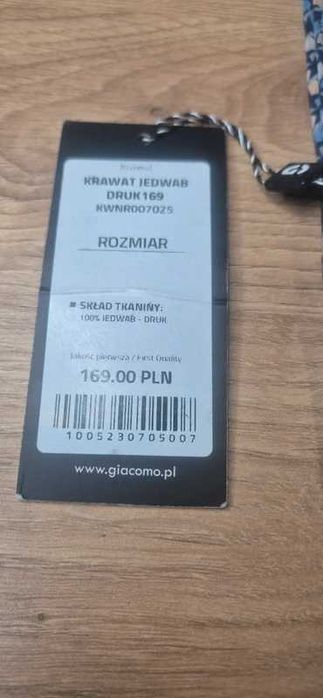 KRAWAT JEDWAB
DRUK169
KWNR007025
ROZMIAR
SKŁAD TKANINY:
100% JEDWAB - DRUK
Jakość pierwsza / First Quality
169.00 PLN
1005230705007
www.giacomo.pl